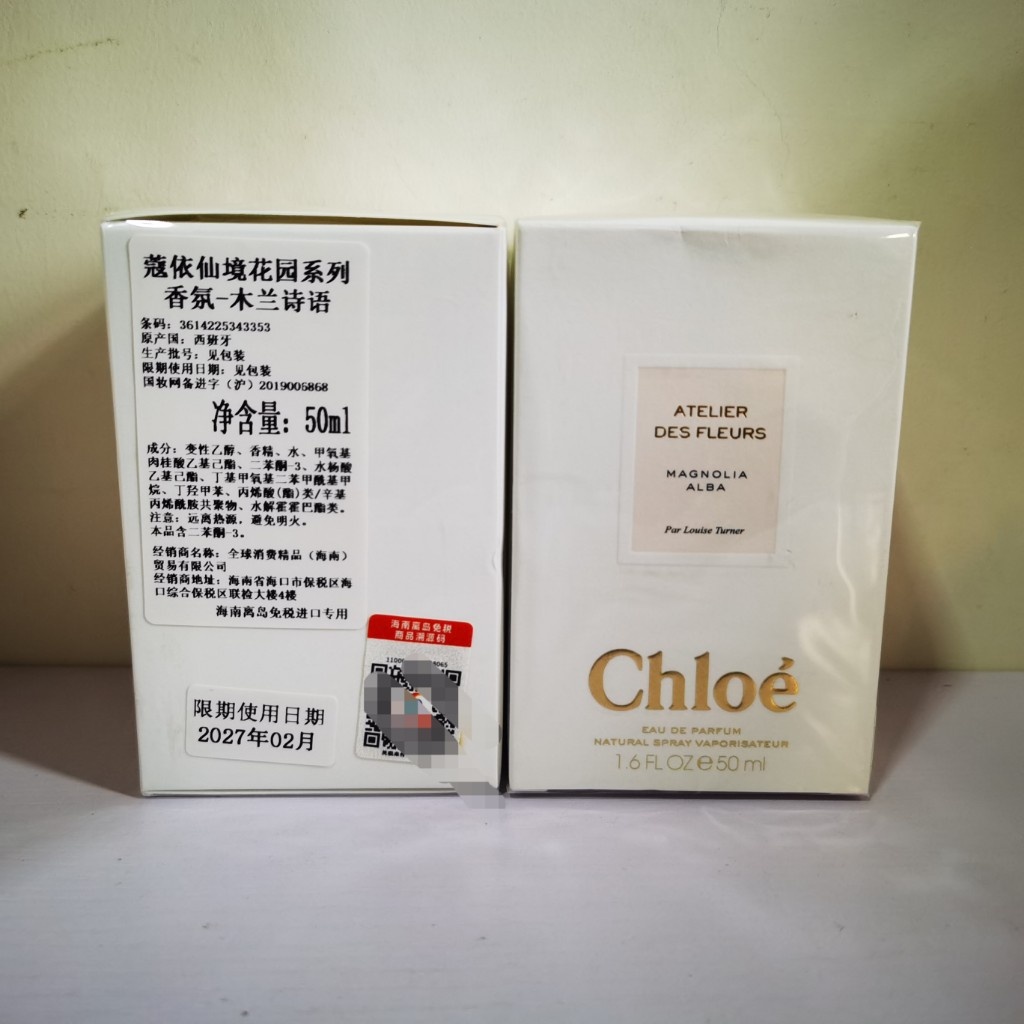 蔻依仙境花园系列
香氛-木兰诗语
条码：3614225343353
原产国：西班牙
生产批号：见包装
限期使用日期：见包装
国妆网备进字（沪）2019005868
净含量：50ml
成分：变性乙醇、香精、水、甲氧基
肉桂酸乙基己酯、二苯酮-3、水杨酸
乙基己酯、丁基甲氧基二苯甲酰基甲
烷、丁羟甲苯、丙烯酸(酯)类/辛基
丙烯酰胺共聚物、水解霍霍巴酯类。
注意：远离热源，避免明火。
本品含二苯酮-3。
经销商名称：全球消费精品（海南）
贸易有限公司
经销商地址：海南省海口市保税区海
口综合保税区联检大楼4楼
海南离岛免税进口专用
海南离岛免税
商品溯源码
限期使用日期
2027年02月
ATELIER
DES FLEURS
MAGNOLIA
ALBA
Par Louise Turner
Chloé
EAU DE PARFUM
NATURAL SPRAY VAPORISATEUR
1.6 FL OZ e 50 ml